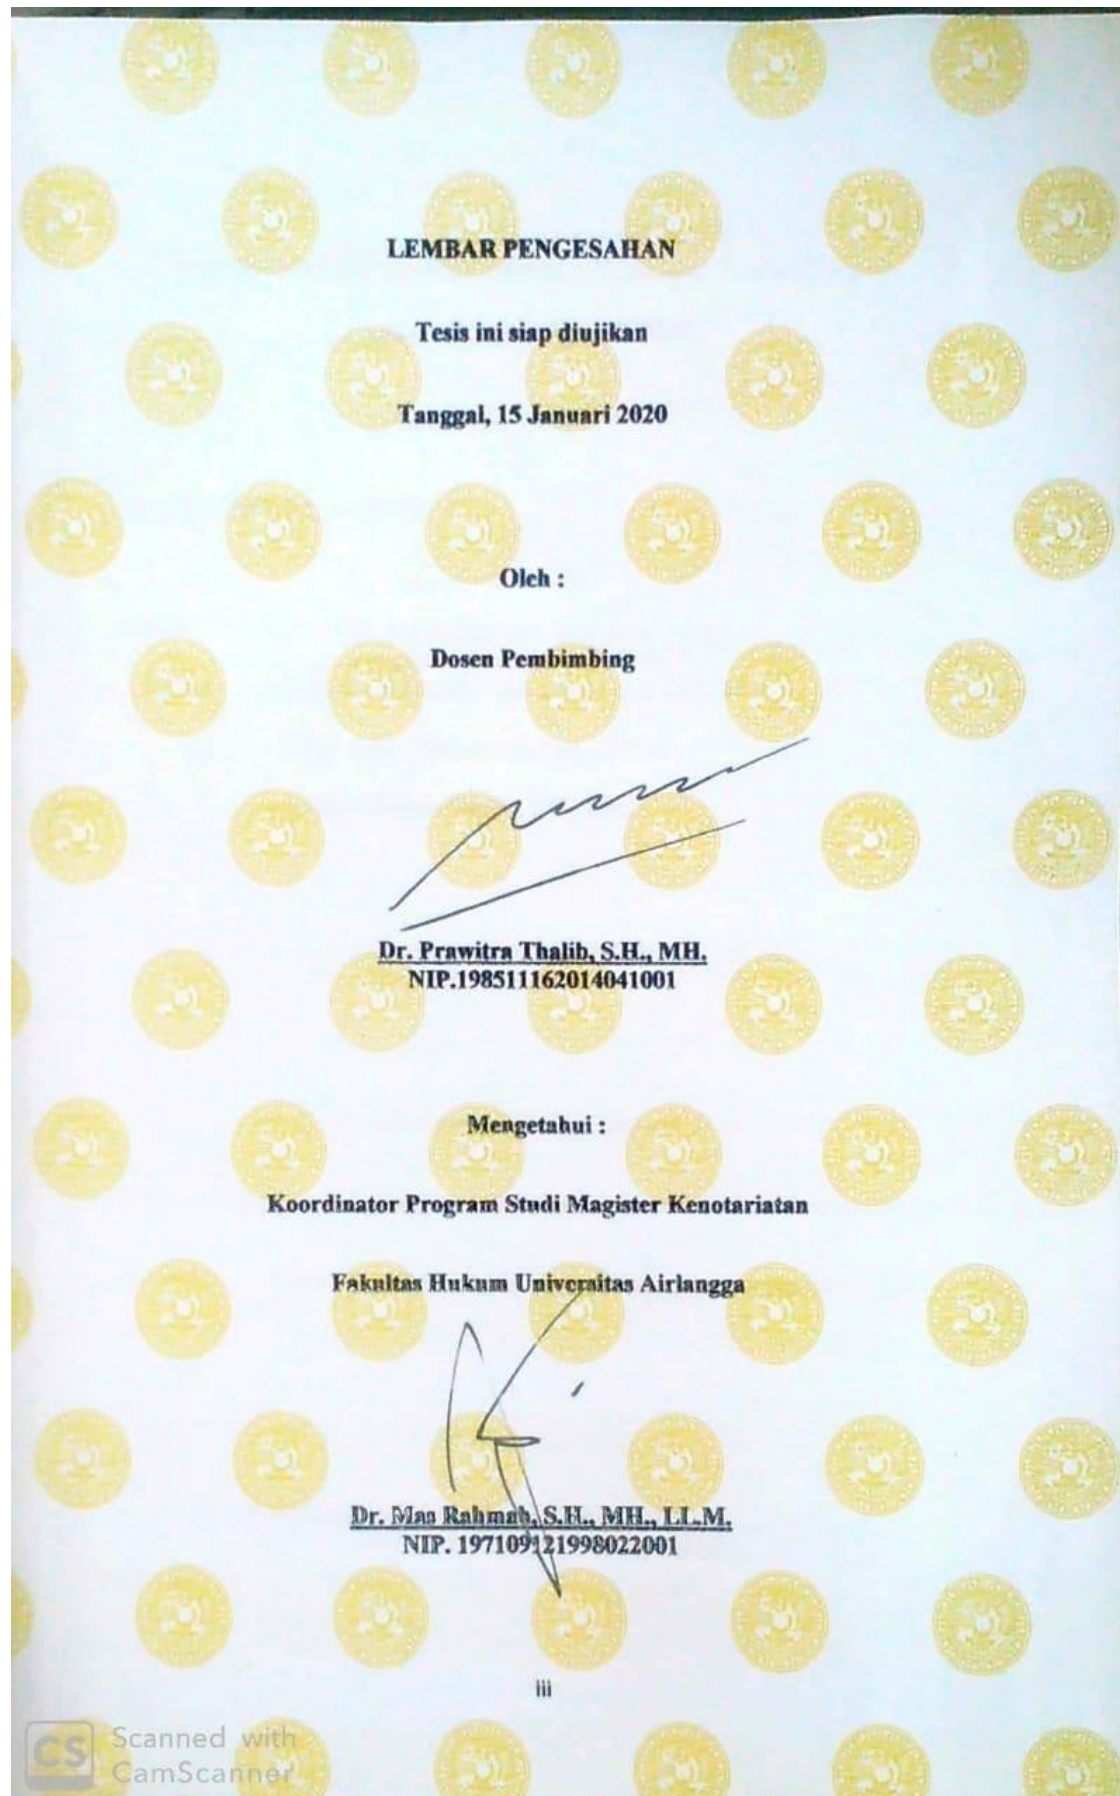 LEMBAR PENGESAHAN
Tesis ini siap diujikan
Tanggal, 15 Januari 2020
Oleh :
Dosen Pembimbing
Dr. Prawitra Thalib, S.H., MH.
NIP.198511162014041001
Mengetahui :
Koordinator Program Studi Magister Kenotariatan
Fakultas Hukum Universitas Airlangga
Dr. Mas Rahmah, S.H., MH., LL.M.
NIP. 197109121998022001
iii
CS Scanned with
CamScanner